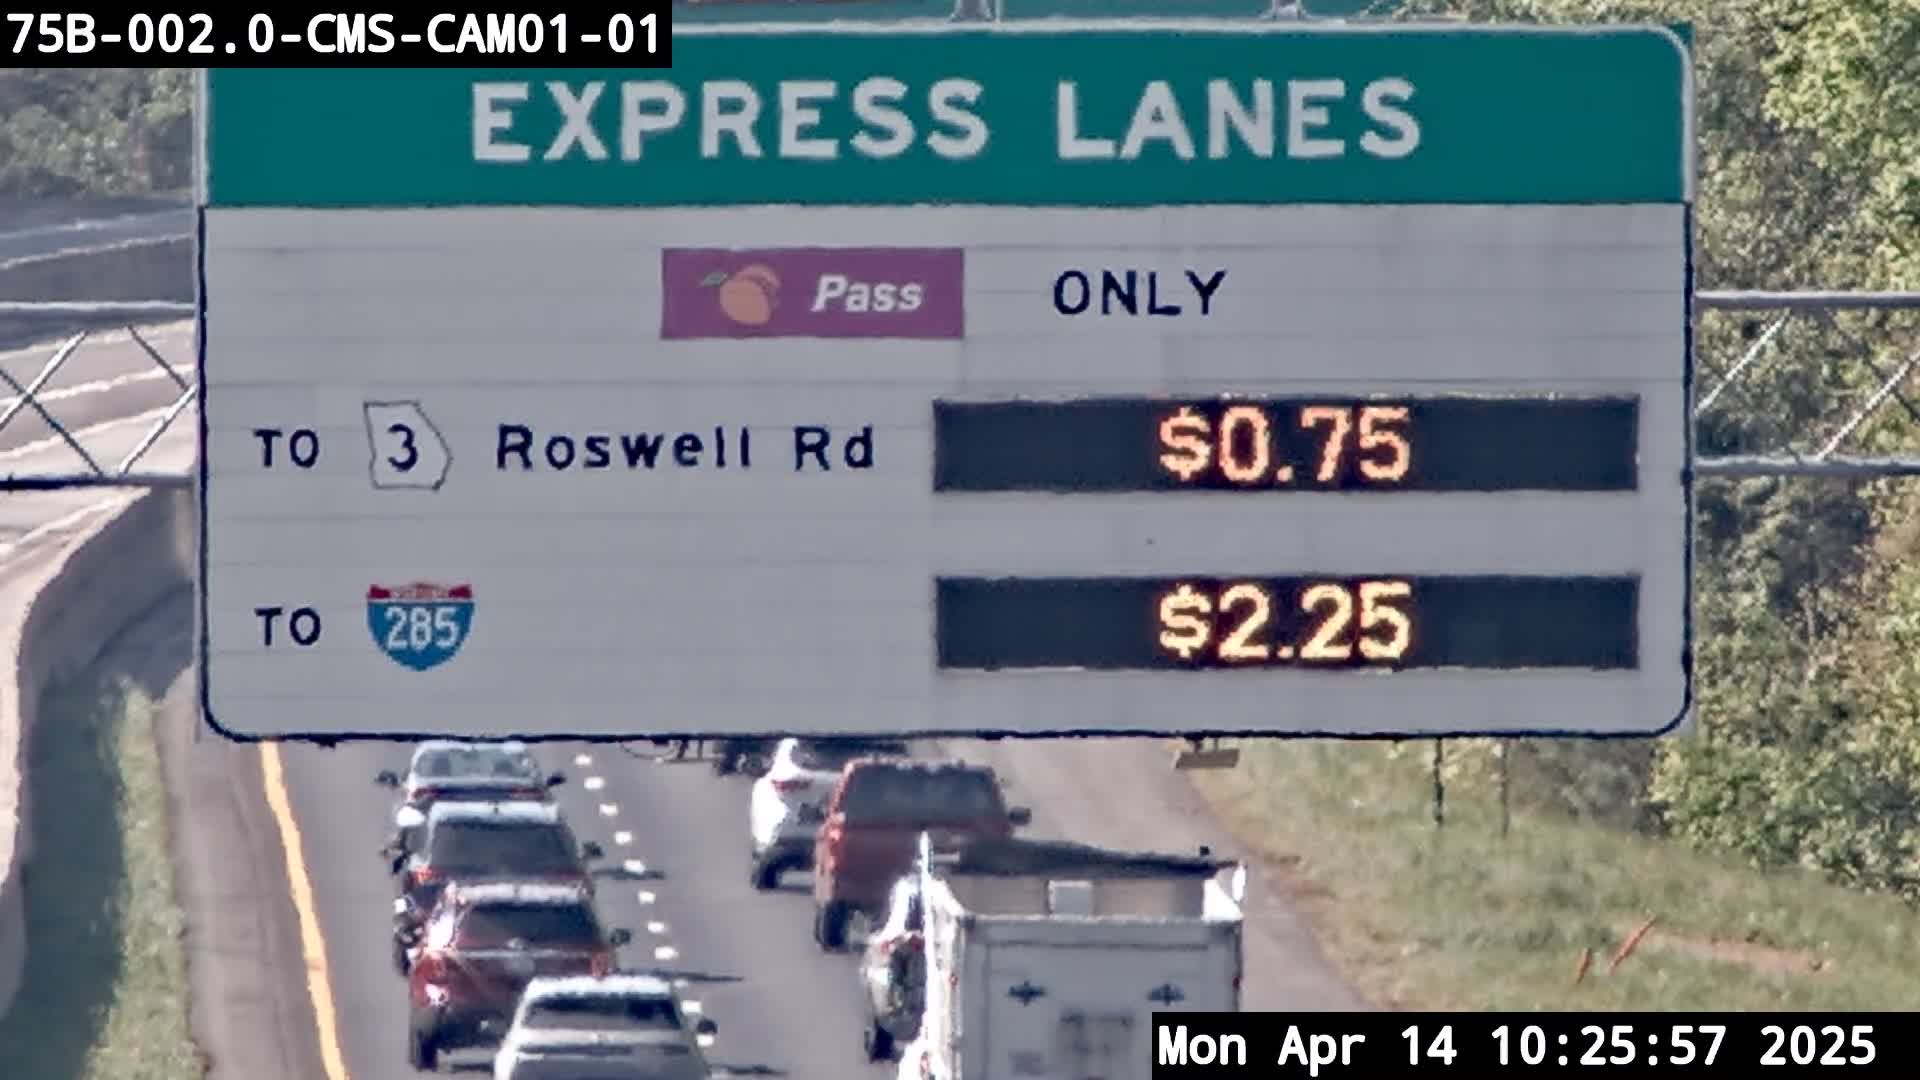 75B-002.0-CMS-CAM01-01
EXPRESS LANES
Pass ONLY
TO 3 Roswell Rd $0.75
TO 285 $2.25
Mon Apr 14 10:25:57 2025